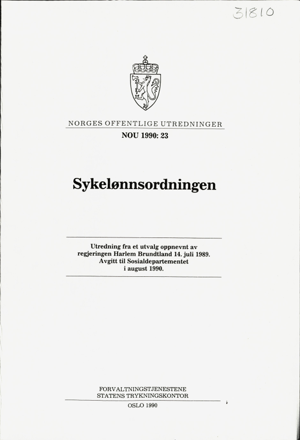 31810
NORGES OFFENTLIGE UTREDNINGER
NOU 1990: 23
Sykelønnsordningen
Utredning fra et utvalg oppnevnt av
regjeringen Harlem Brundtland 14. juli 1989.
Avgitt til Sosialdepartementet
i august 1990.
FORVALTNINGSTJENESTENE
STATENS TRYKNINGSKONTOR
OSLO 1990